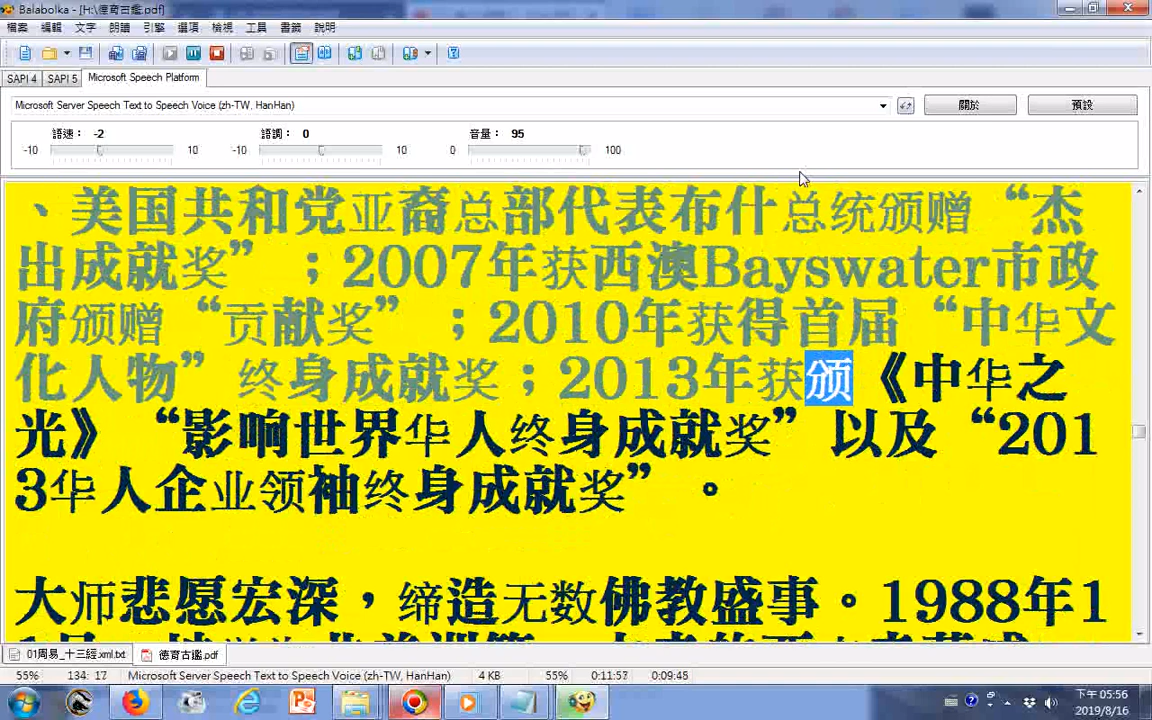 Balabolka - [H:\德育古鑑.pdf]
檔案 編輯 文字 朗讀 引擎 選項 檢視 工具 書籤 說明
SAPI 4 SAPI 5 Microsoft Speech Platform
Microsoft Server Speech Text to Speech Voice (zh-TW, HanHan) 關於 預設
語速： -2 語調： 0 音量： 95
-10 10 -10 10 0 100
、美国共和党亚裔总部代表布什总统颁赠“杰
出成就奖”；2007年获西澳Bayswater市政
府颁赠“贡献奖”；2010年获得首届“中华文
化人物”终身成就奖；2013年获颁《中华之
光》“影响世界华人终身成就奖”以及“201
3华人企业领袖终身成就奖”。
大师悲愿宏深，缔造无数佛教盛事。1988年1
01周易_十三經.xml.txt 德育古鑑.pdf
55% 134: 17 Microsoft Server Speech Text to Speech Voice (zh-TW, HanHan) 4 KB 55% 0:11:57 0:09:45
下午 05:56
2019/8/16